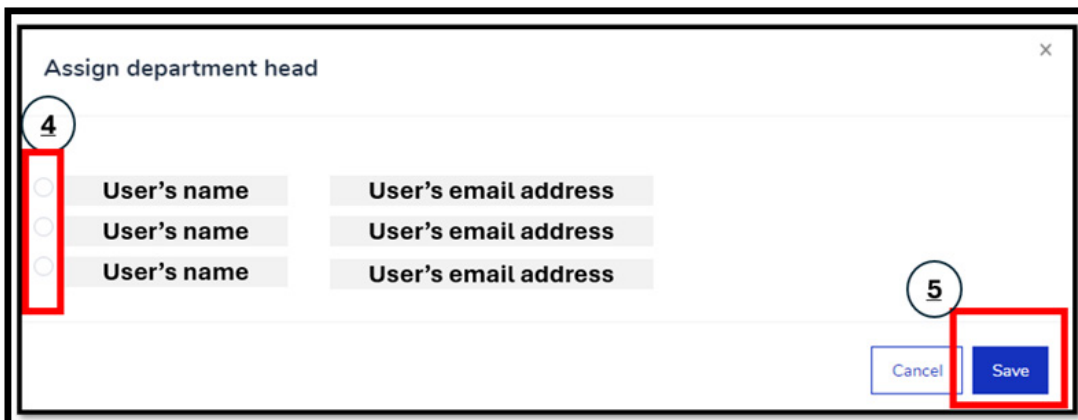 ×
Assign department head
4
User’s name User’s email address
User’s name User’s email address
User’s name User’s email address
5
Cancel Save